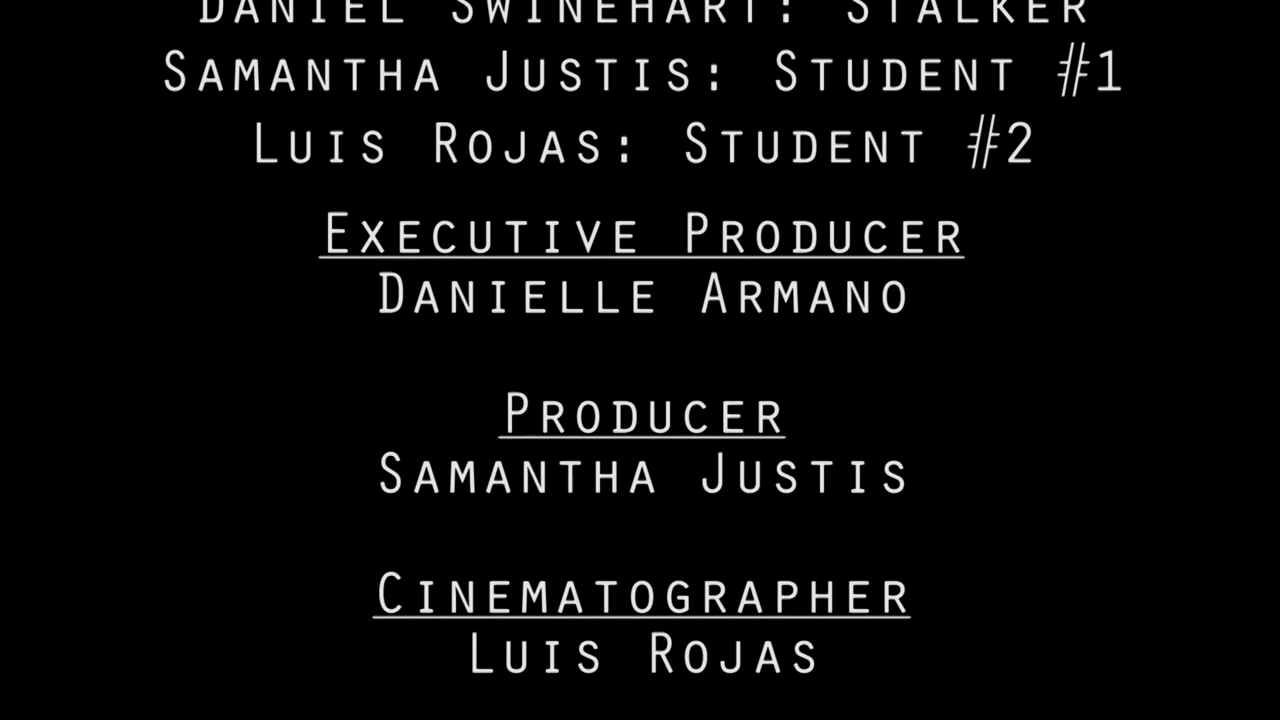 Daniel Swinehart: Stalker
Samantha Justis: Student #1
Luis Rojas: Student #2
Executive Producer
Danielle Armano
Producer
Samantha Justis
Cinematographer
Luis Rojas